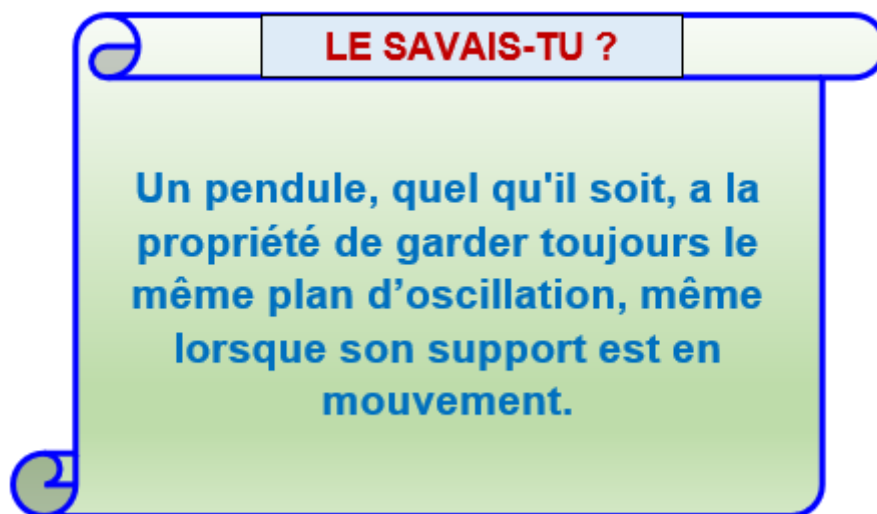 LE SAVAIS-TU ?
Un pendule, quel qu'il soit, a la
propriété de garder toujours le
même plan d’oscillation, même
lorsque son support est en
mouvement.